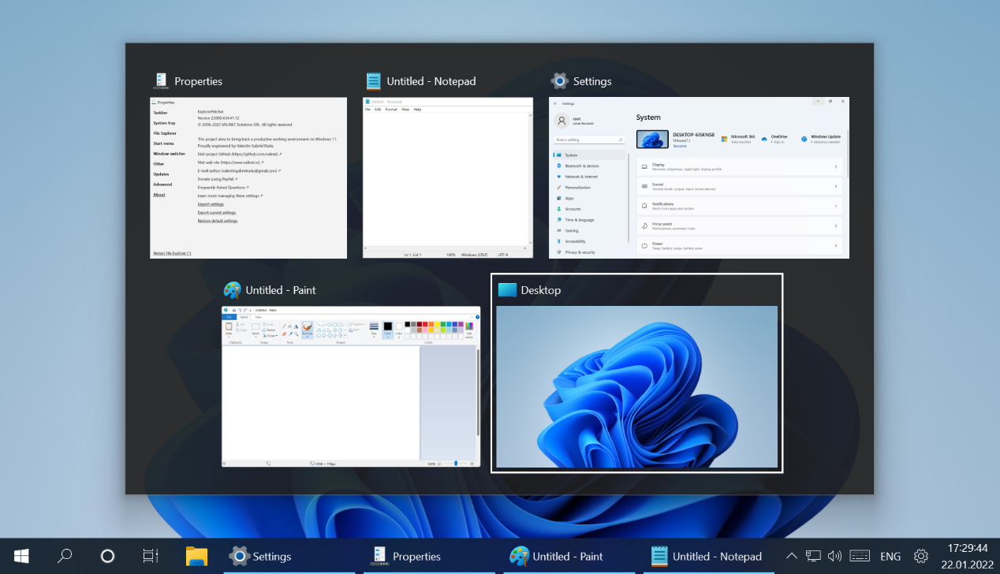 Properties
Untitled - Notepad
Settings
Properties
Taskbar
System tray
File Explorer
Start menu
Window switcher
Other
Updates
Advanced
About
ExplorerPatcher
Version 22000.434.41.12
© 2006-2022 VALINET Solutions SRL. All rights reserved.
This project aims to bring back a productive working environment on Windows 11.
Proudly engineered by Valentin-Gabriel Radu.
Visit project GitHub (https://github.com/valinet) ↗
Visit web site (https://www.valinet.ro) ↗
E-mail author (valentingabrielradu@gmail.com) ↗
Donate (using PayPal) ↗
Frequently Asked Questions ↗
Learn more managing these settings ↗
Import settings
Export current settings
Restore default settings
Restart File Explorer (*)
Untitled - Notepad
File Edit Format View Help
Ln 1, Col 1 100% Windows (CRLF) UTF-8
Settings
root
Local Account
Find a setting
System
Bluetooth & devices
Network & internet
Personalization
Apps
Accounts
Time & language
Gaming
Accessibility
Privacy & security
System
DESKTOP-6ISKNSB
VMware7,1
Rename
Microsoft 365
View benefits
OneDrive
Sign in
Windows Update
Attention needed
Display
Monitors, brightness, night light, display profile
Sound
Volume levels, output, input, sound devices
Notifications
Alerts from apps and system
Focus assist
Notifications, automatic rules
Power
Sleep, battery usage, battery saver
Untitled - Paint
Desktop
Untitled - Paint
File Home View
Paste
Cut
Copy
Clipboard
Select
Crop
Resize
Rotate
Image
Tools
Brushes
Shapes
Outline
Fill
Size
Color 1
Color 2
Edit colors
Colors
100%
Settings
Properties
Untitled - Paint
Untitled - Notepad
ENG
17:29:44
22.01.2022